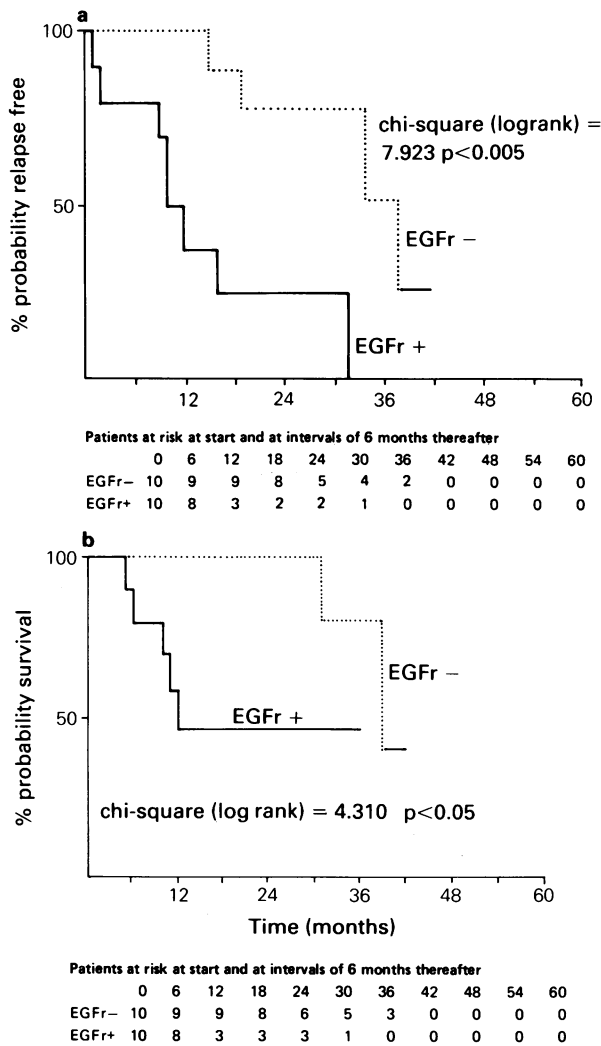 a
100
50
% probability relapse free
chi-square (logrank) =
7.923 p<0.005
EGFr −
EGFr +
12 24 36 48 60
Patients at risk at start and at intervals of 6 months thereafter
0 6 12 18 24 30 36 42 48 54 60
EGFr− 10 9 9 8 5 4 2 0 0 0 0
EGFr+ 10 8 3 2 2 1 0 0 0 0 0
b
100
50
% probability survival
EGFr −
EGFr +
chi-square (log rank) = 4.310 p<0.05
12 24 36 48 60
Time (months)
Patients at risk at start and at intervals of 6 months thereafter
0 6 12 18 24 30 36 42 48 54 60
EGFr− 10 9 9 8 6 5 3 0 0 0 0
EGFr+ 10 8 3 3 3 1 0 0 0 0 0